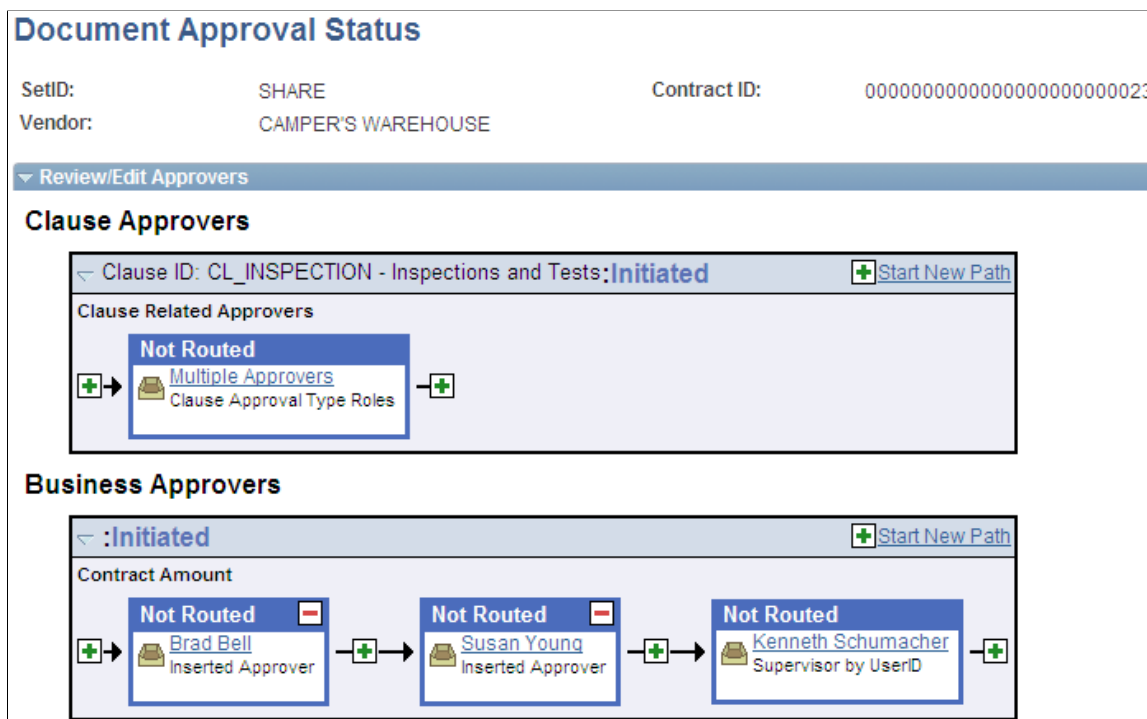 Document Approval Status
SetID: SHARE Contract ID: 0000000000000000000000023
Vendor: CAMPER'S WAREHOUSE
Review/Edit Approvers
Clause Approvers
Clause ID: CL_INSPECTION - Inspections and Tests:Initiated Start New Path
Clause Related Approvers
Not Routed
Multiple Approvers
Clause Approval Type Roles
Business Approvers
:Initiated Start New Path
Contract Amount
Not Routed Not Routed Not Routed
Brad Bell Susan Young Kenneth Schumacher
Inserted Approver Inserted Approver Supervisor by UserID